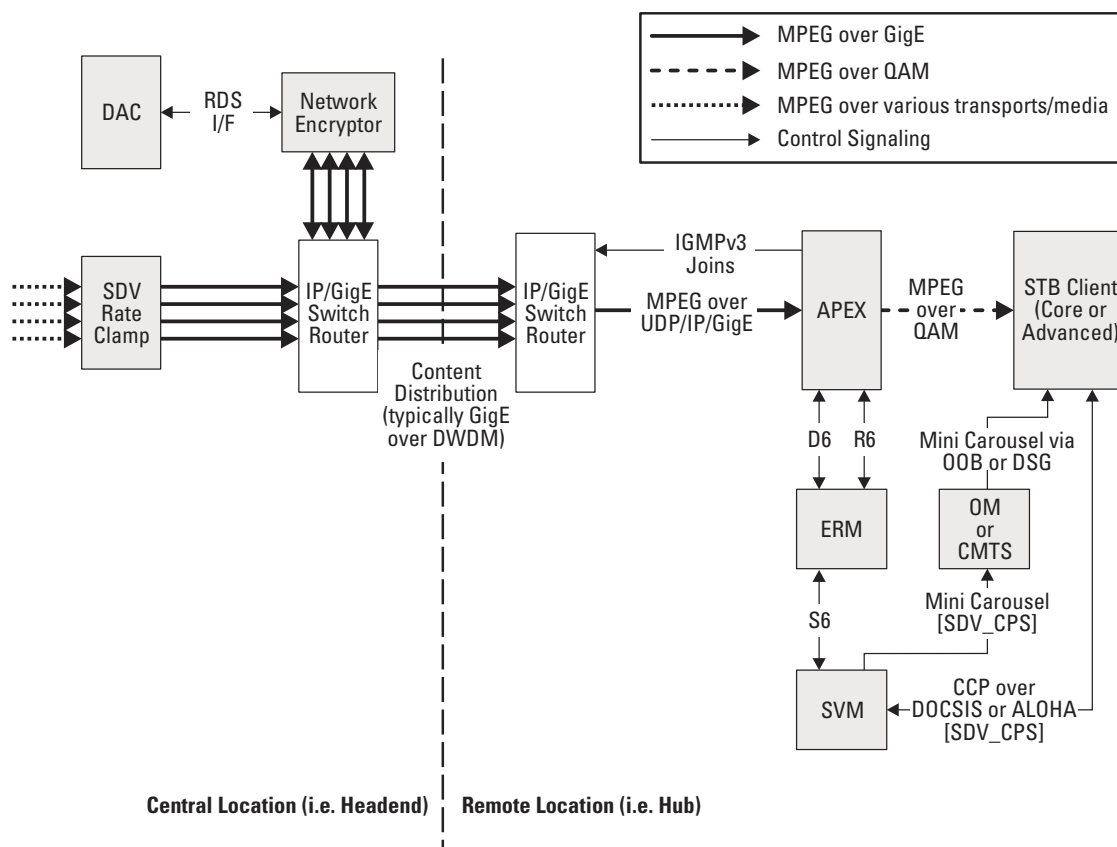 MPEG over GigE
MPEG over QAM
MPEG over various transports/media
Control Signaling
DAC
RDS
I/F
Network
Encryptor
SDV
Rate
Clamp
IP/GigE
Switch
Router
Content
Distribution
(typically GigE
over DWDM)
IP/GigE
Switch
Router
IGMPv3
Joins
MPEG over
UDP/IP/GigE
APEX
MPEG
over
QAM
STB Client
(Core or
Advanced)
D6
R6
Mini Carousel via
OOB or DSG
ERM
OM
or
CMTS
S6
Mini Carousel
[SDV_CPS]
SVM
CCP over
DOCSIS or ALOHA
[SDV_CPS]
Central Location (i.e. Headend)
Remote Location (i.e. Hub)